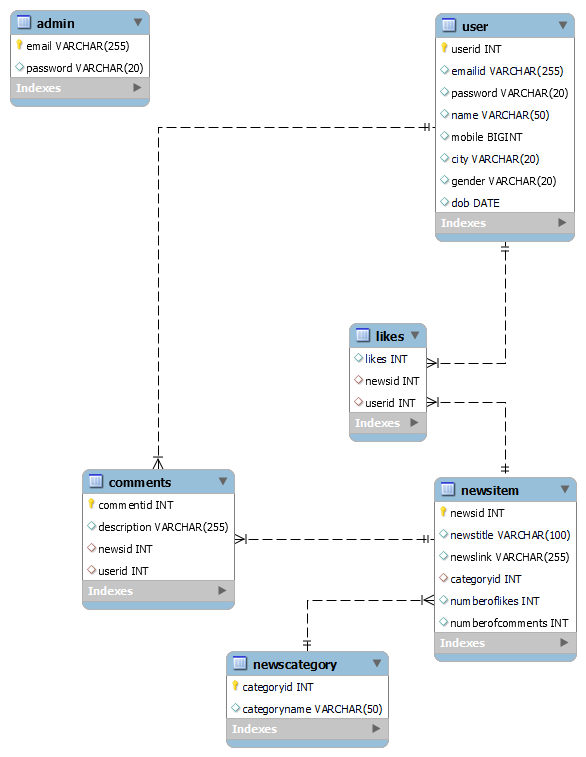 admin
email VARCHAR(255)
password VARCHAR(20)
Indexes
user
userid INT
emailid VARCHAR(255)
password VARCHAR(20)
name VARCHAR(50)
mobile BIGINT
city VARCHAR(20)
gender VARCHAR(20)
dob DATE
Indexes
likes
likes INT
newsid INT
userid INT
Indexes
comments
commentid INT
description VARCHAR(255)
newsid INT
userid INT
Indexes
newsitem
newsid INT
newstitle VARCHAR(100)
newslink VARCHAR(255)
categoryid INT
numberoflikes INT
numberofcomments INT
Indexes
newscategory
categoryid INT
categoryname VARCHAR(50)
Indexes